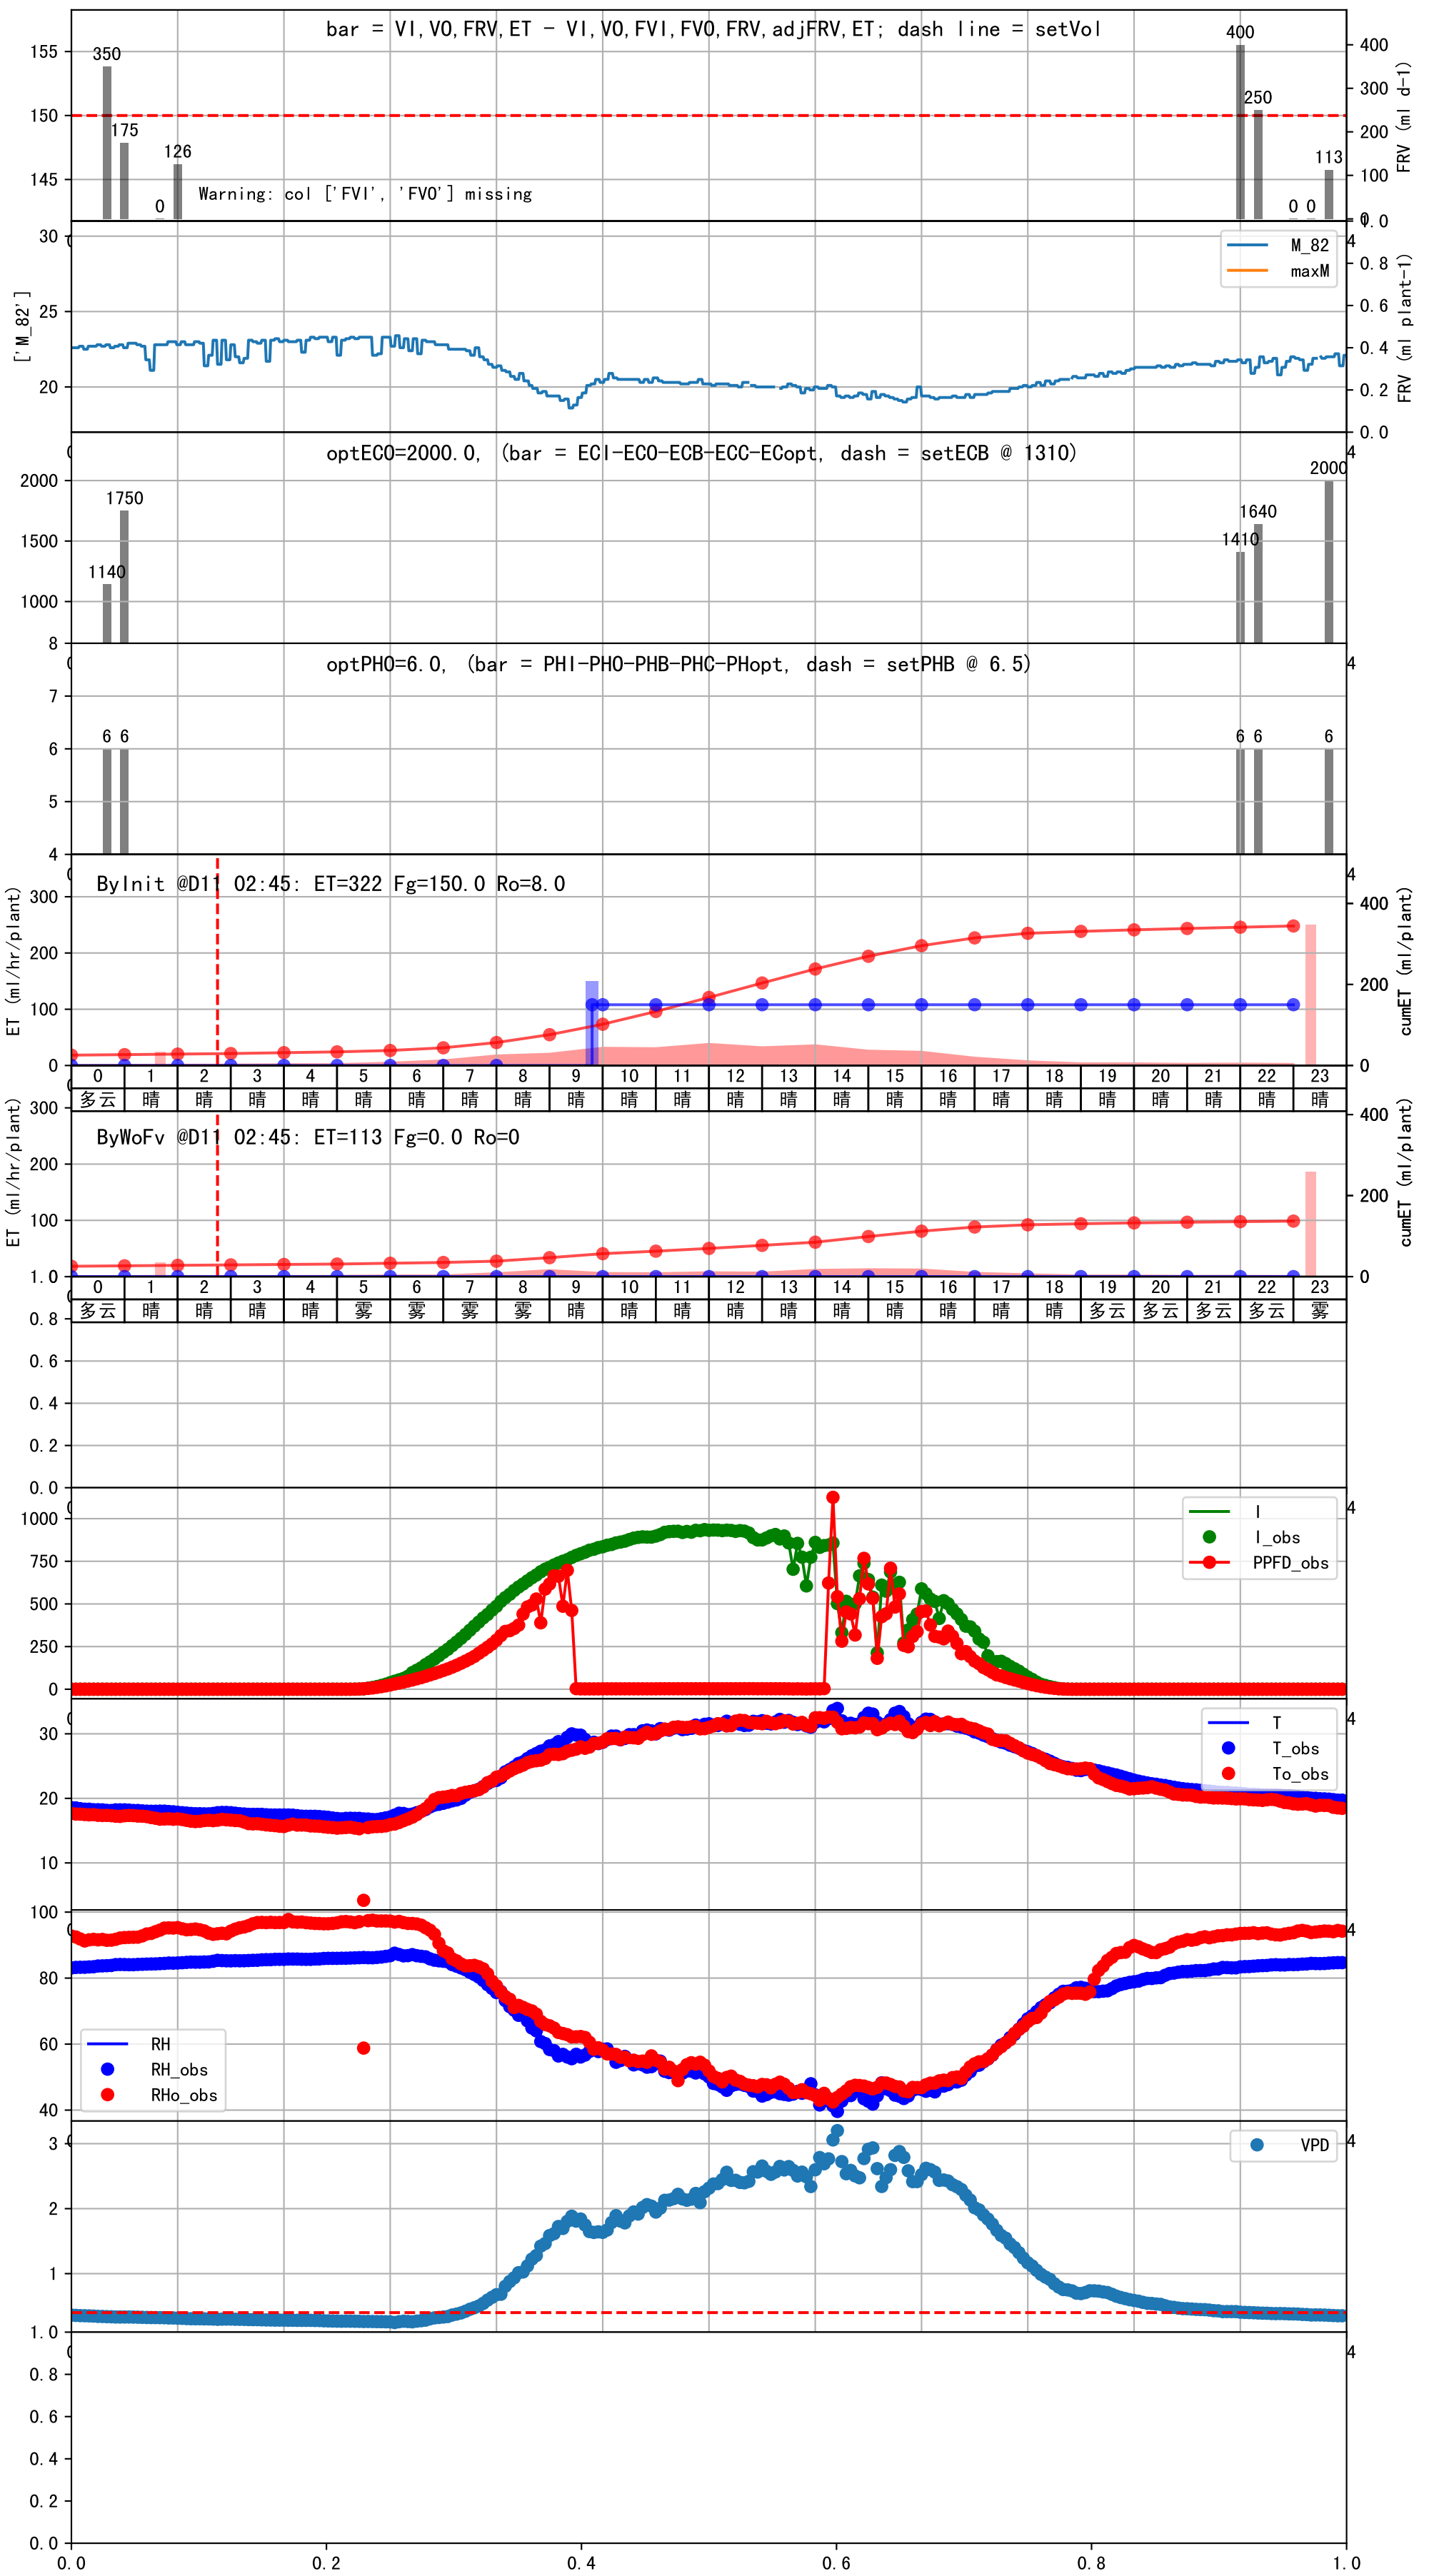 bar = VI,VO,FRV,ET - VI,VO,FVI,FVO,FRV,adjFRV,ET; dash line = setVol
155
150
145
350
175
0
126
Warning: col ['FVI', 'FVO'] missing
400
250
0
0
113
400
300
200
100
0
FRV (ml d-1)
['M_82']
30
25
20
M_82
maxM
1.0
0.8
0.6
0.4
0.2
0.0
FRV (ml plant-1)
optECO=2000.0, (bar = ECI-ECO-ECB-ECC-ECopt, dash = setECB @ 1310)
2000
1500
1000
1140
1750
1410
1640
2000
optPHO=6.0, (bar = PHI-PHO-PHB-PHC-PHopt, dash = setPHB @ 6.5)
8
7
6
5
4
6 6
6 6
6
ByInit @D11 02:45: ET=322 Fg=150.0 Ro=8.0
ET (ml/hr/plant)
300
200
100
0
400
200
0
cumET (ml/plant)
0 1 2 3 4 5 6 7 8 9 10 11 12 13 14 15 16 17 18 19 20 21 22 23
多云 晴 晴 晴 晴 晴 晴 晴 晴 晴 晴 晴 晴 晴 晴 晴 晴 晴 晴 晴 晴 晴 晴 晴
ByWoFv @D11 02:45: ET=113 Fg=0.0 Ro=0
ET (ml/hr/plant)
300
200
100
400
200
0
cumET (ml/plant)
0 1 2 3 4 5 6 7 8 9 10 11 12 13 14 15 16 17 18 19 20 21 22 23
多云 晴 晴 晴 晴 雾 雾 雾 雾 晴 晴 晴 晴 晴 晴 晴 晴 晴 晴 多云 多云 多云 多云 雾
1.0
0.8
0.6
0.4
0.2
0.0
1000
750
500
250
0
I
I_obs
PPFD_obs
30
20
10
T
T_obs
To_obs
100
80
60
40
RH
RH_obs
RHo_obs
3
2
1
VPD
1.0
0.8
0.6
0.4
0.2
0.0
0.0 0.2 0.4 0.6 0.8 1.0